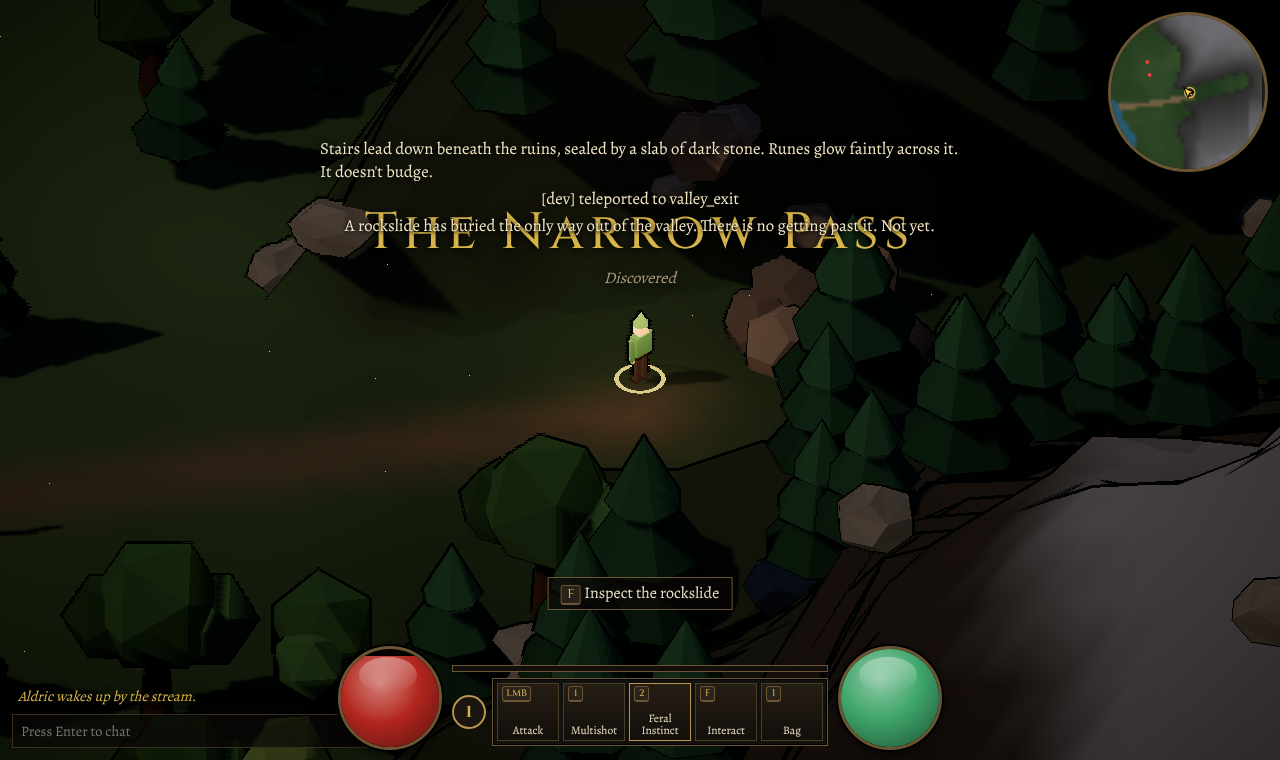 Stairs lead down beneath the ruins, sealed by a slab of dark stone. Runes glow faintly across it.
It doesn't budge.
[dev] teleported to valley_exit
A rockslide has buried the only way out of the valley. There is no getting past it. Not yet.
The Narrow Pass
Discovered
F Inspect the rockslide
Aldric wakes up by the stream.
Press Enter to chat
1
LMB Attack
1 Multishot
2 Feral Instinct
F Interact
I Bag